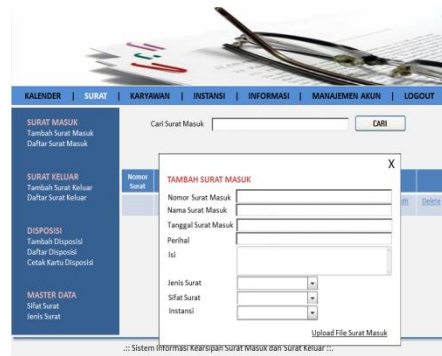 KALENDER | SURAT | KARYAWAN | INSTANSI | INFORMASI | MANAJEMEN AKUN | LOGOUT
SURAT MASUK
Tambah Surat Masuk
Daftar Surat Masuk
SURAT KELUAR
Tambah Surat Keluar
Daftar Surat Keluar
DISPOSISI
Tambah Disposisi
Daftar Disposisi
Cetak Kartu Disposisi
MASTER DATA
Sifat Surat
Jenis Surat
Cari Surat Masuk
CARI
Nomor
Surat
Delete
X
TAMBAH SURAT MASUK
Nomor Surat Masuk
Nama Surat Masuk
Tanggal Surat Masuk
Perihal
Isi
Jenis Surat
Sifat Surat
Instansi
Upload File Surat Masuk
.:: Sistem Informasi Kearsipan Surat Masuk dan Surat Keluar ::.